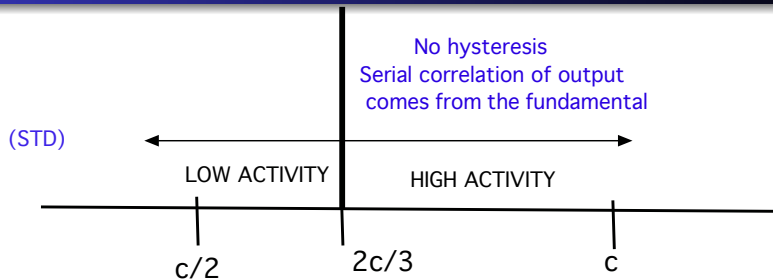 No hysteresis
Serial correlation of output
comes from the fundamental
(STD)
LOW ACTIVITY
HIGH ACTIVITY
c/2
2c/3
c